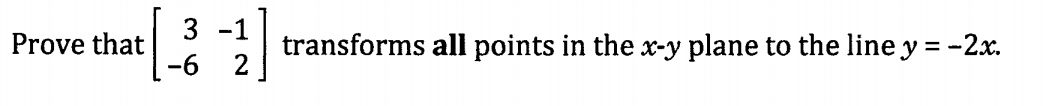 Prove that [ 3 -1 ; -6 2 ] transforms all points in the x-y plane to the line y = -2x.